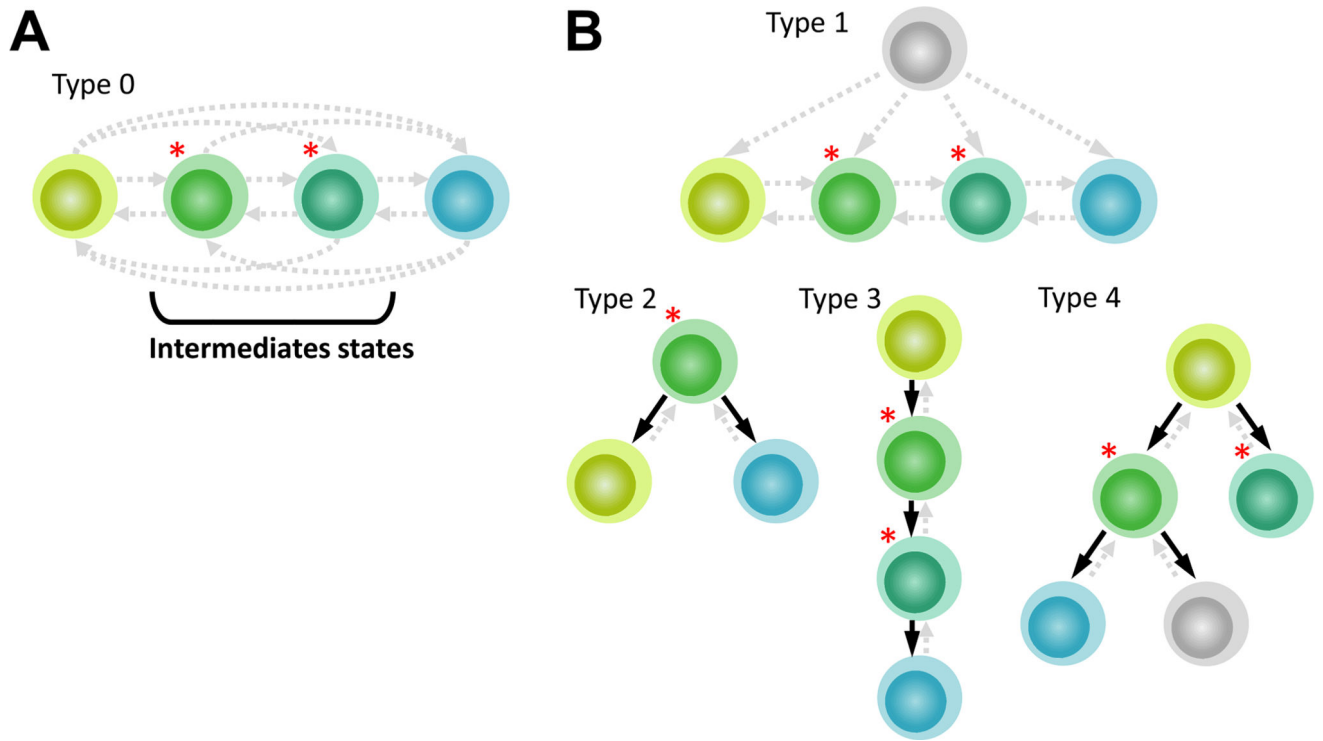 A
Type 0
* *
Intermediates states
B
Type 1
* *
Type 2
*
Type 3
*
*
Type 4
* *